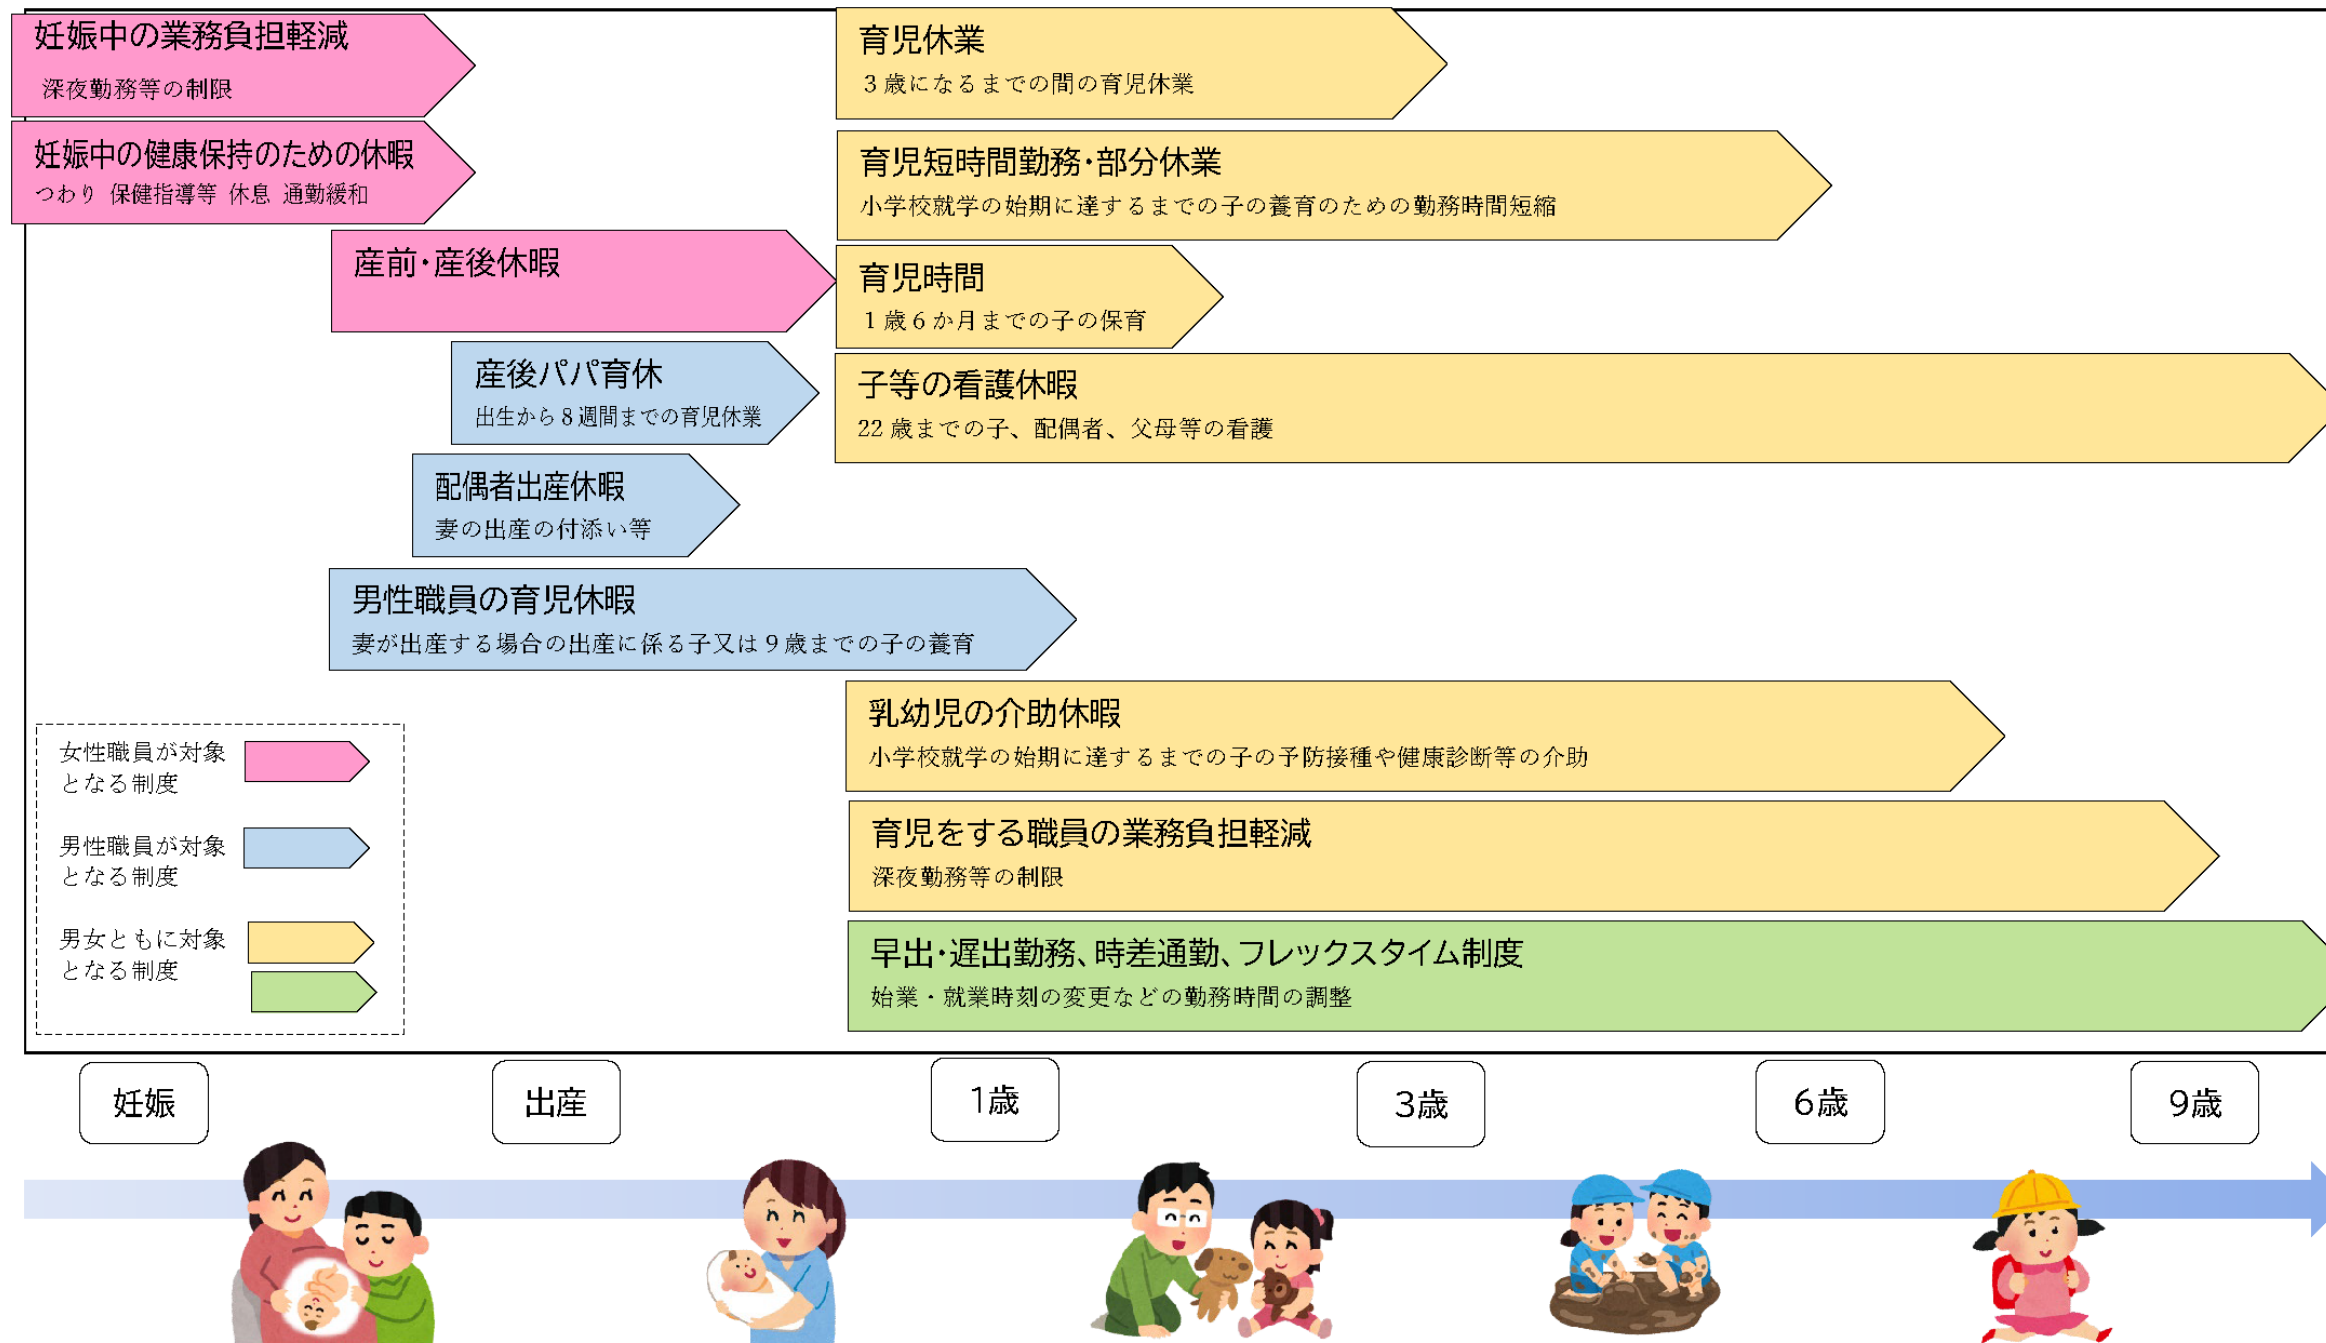 妊娠中の業務負担軽減
深夜勤務等の制限
妊娠中の健康保持のための休暇
つわり 保健指導等 休息 通勤緩和
産前・産後休暇
産後パパ育休
出生から8週間までの育児休業
配偶者出産休暇
妻の出産の付添い等
男性職員の育児休暇
妻が出産する場合の出産に係る子又は9歳までの子の養育
育児休業
3歳になるまでの間の育児休業
育児短時間勤務・部分休業
小学校就学の始期に達するまでの子の養育のための勤務時間短縮
育児時間
1歳6か月までの子の保育
子等の看護休暇
22歳までの子、配偶者、父母等の看護
乳幼児の介助休暇
小学校就学の始期に達するまでの子の予防接種や健康診断等の介助
育児をする職員の業務負担軽減
深夜勤務等の制限
早出・遅出勤務、時差通勤、フレックスタイム制度
始業・就業時刻の変更などの勤務時間の調整
女性職員が対象
となる制度
男性職員が対象
となる制度
男女ともに対象
となる制度
妊娠
出産
1歳
3歳
6歳
9歳